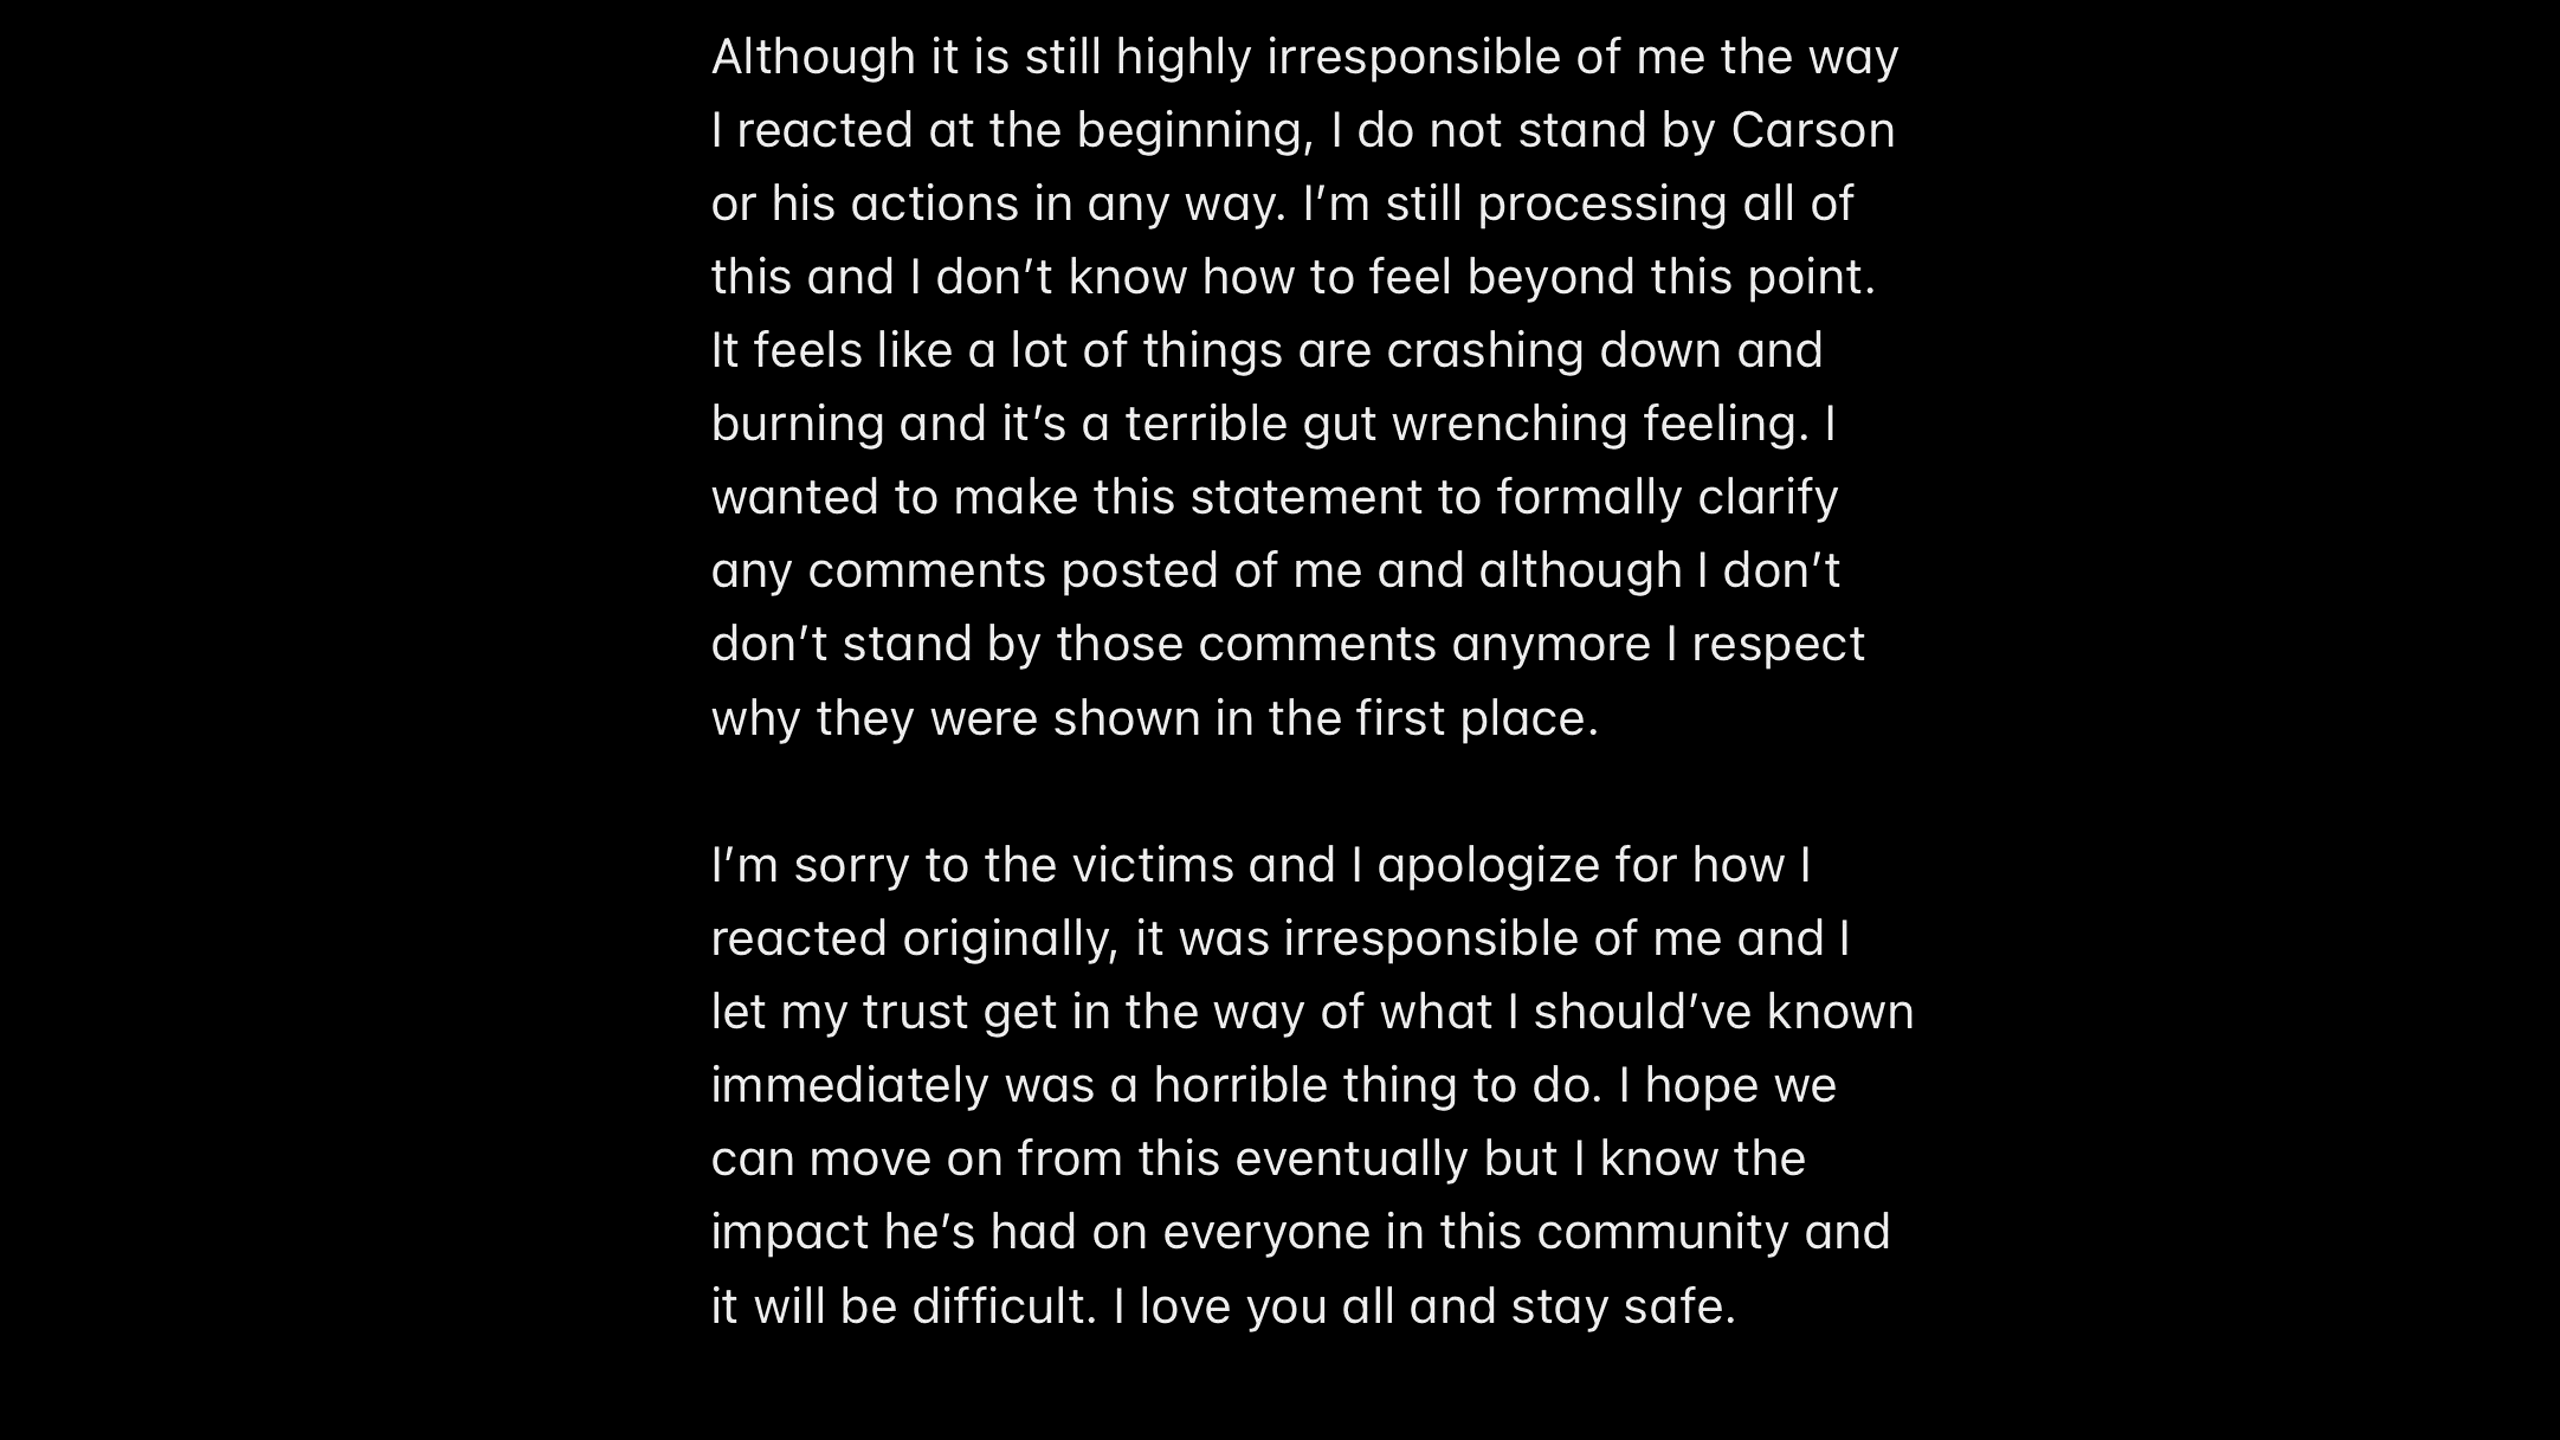 Although it is still highly irresponsible of me the way
I reacted at the beginning, I do not stand by Carson
or his actions in any way. I’m still processing all of
this and I don’t know how to feel beyond this point.
It feels like a lot of things are crashing down and
burning and it’s a terrible gut wrenching feeling. I
wanted to make this statement to formally clarify
any comments posted of me and although I don’t
don’t stand by those comments anymore I respect
why they were shown in the first place.
I’m sorry to the victims and I apologize for how I
reacted originally, it was irresponsible of me and I
let my trust get in the way of what I should’ve known
immediately was a horrible thing to do. I hope we
can move on from this eventually but I know the
impact he’s had on everyone in this community and
it will be difficult. I love you all and stay safe.